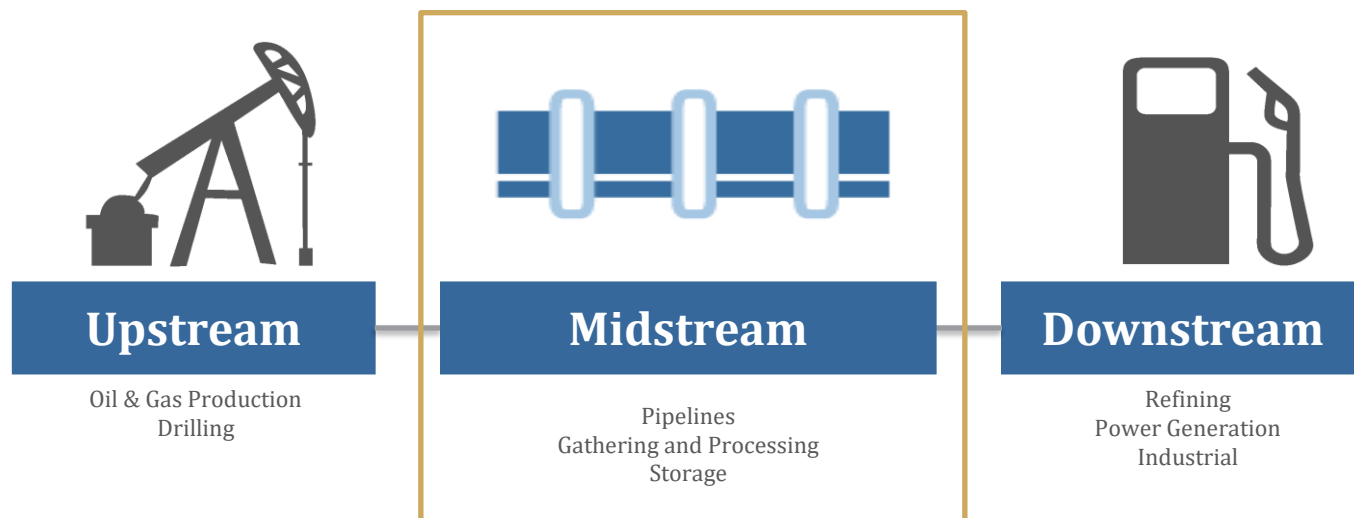 Upstream
Oil & Gas Production
Drilling
Midstream
Pipelines
Gathering and Processing
Storage
Downstream
Refining
Power Generation
Industrial